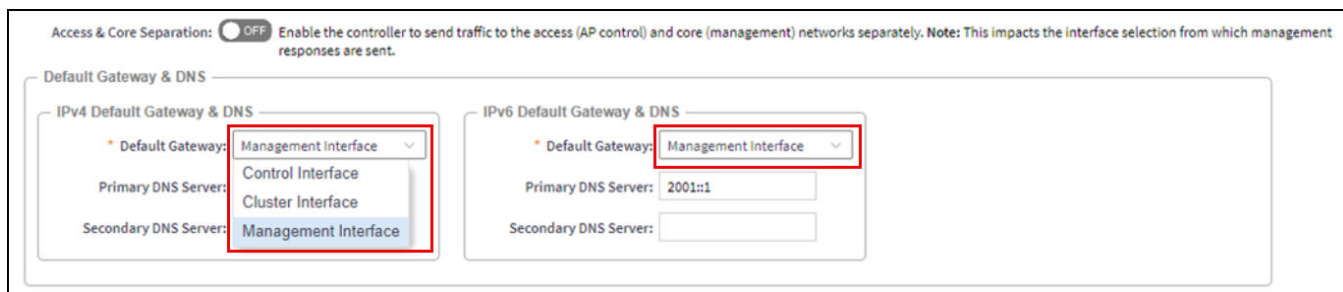 Access & Core Separation: OFF Enable the controller to send traffic to the access (AP control) and core (management) networks separately. Note: This impacts the interface selection from which management
responses are sent.
Default Gateway & DNS
IPv4 Default Gateway & DNS
* Default Gateway: Management Interface
Control Interface
Primary DNS Server:
Cluster Interface
Secondary DNS Server: Management Interface
IPv6 Default Gateway & DNS
* Default Gateway: Management Interface
Primary DNS Server: 2001::1
Secondary DNS Server: